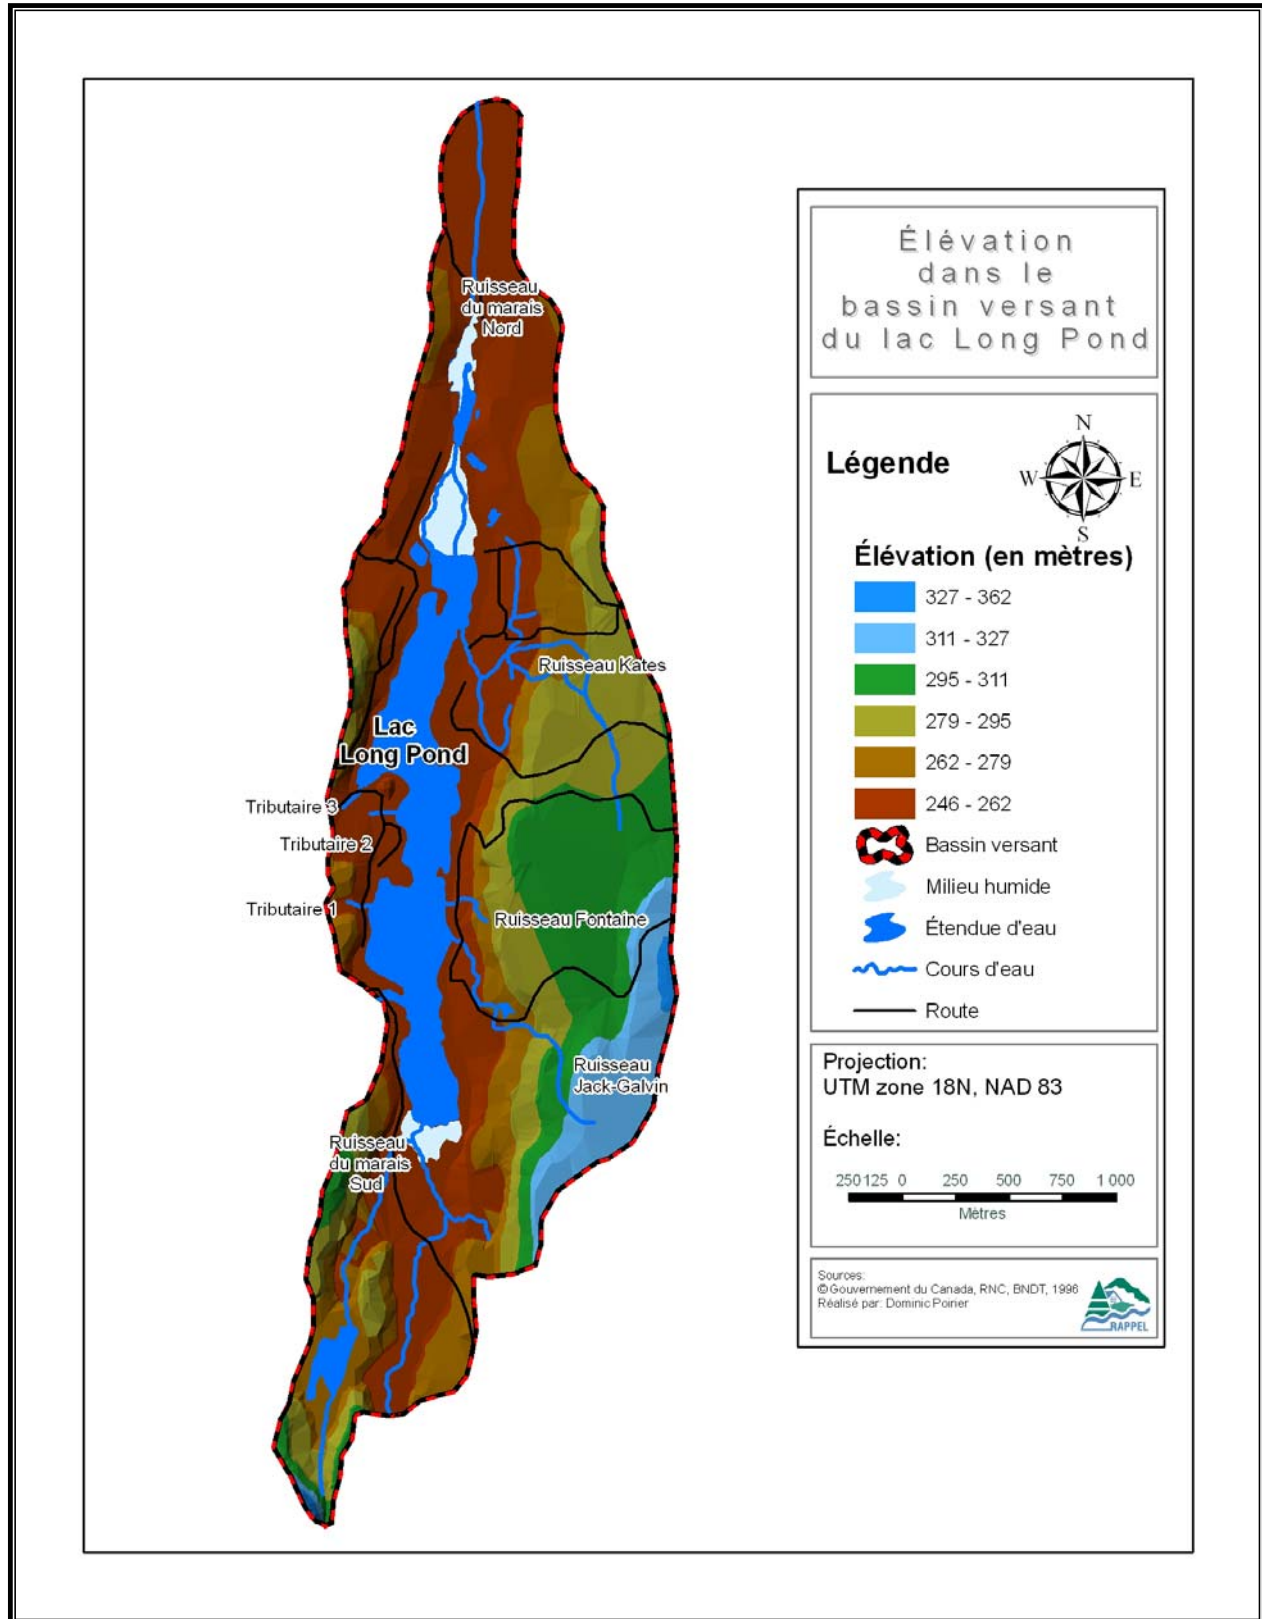 Élévation
dans le
bassin versant
du lac Long Pond
Légende
N
W
E
S
Élévation (en mètres)
327 - 362
311 - 327
295 - 311
279 - 295
262 - 279
246 - 262
Bassin versant
Milieu humide
Étendue d'eau
Cours d'eau
Route
Projection:
UTM zone 18N, NAD 83
Échelle:
250 125 0 250 500 750 1 000
Mètres
Sources:
© Gouvernement du Canada, RNC, BNDT, 1996
Réalisé par: Dominic Poirier
RAPPEL
Ruisseau
du marais
Nord
Ruisseau Kates
Lac
Long Pond
Tributaire 3
Tributaire 2
Tributaire 1
Ruisseau Fontaine
Ruisseau
Jack-Galvin
Ruisseau
du marais
Sud